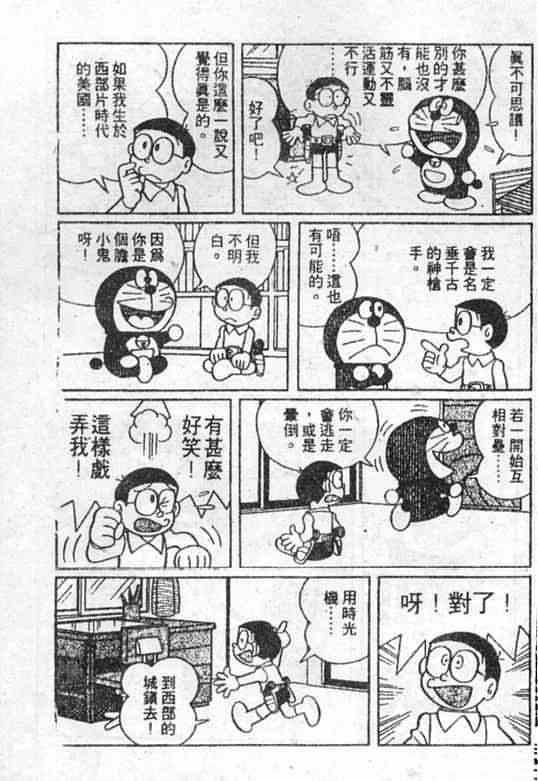 眞不可思議!
你甚麼
別的才
能也沒
有，腦
筋又不靈
活運動又
不行
好了吧!
但你這麼一說又
覺得眞是的。
如果我生於
西部片時代
的美國……
我一定
會是名
垂千古
的神槍
手。
唔……這也
有可能的。
但我
不明
白。
因爲
你是
個膽
小鬼
呀!
若一開始互
相對壘……
你一定
會逃走
，或是
暈倒。
有甚麼
好笑!
這樣戲
弄我!
呀!對了!
用時光
機……
到西部的
城鎮去!